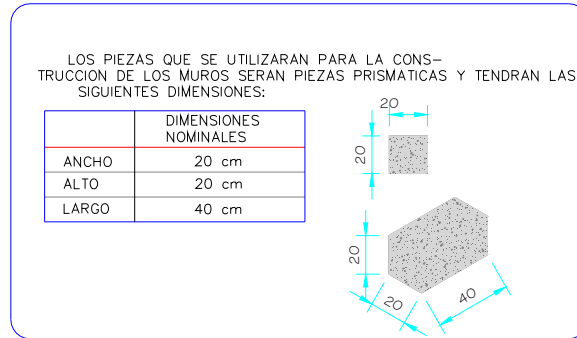 LOS PIEZAS QUE SE UTILIZARAN PARA LA CONS-
TRUCCION DE LOS MUROS SERAN PIEZAS PRISMATICAS Y TENDRAN LAS
SIGUIENTES DIMENSIONES:
DIMENSIONES
NOMINALES
ANCHO 20 cm
ALTO 20 cm
LARGO 40 cm
20
20
20
20
40